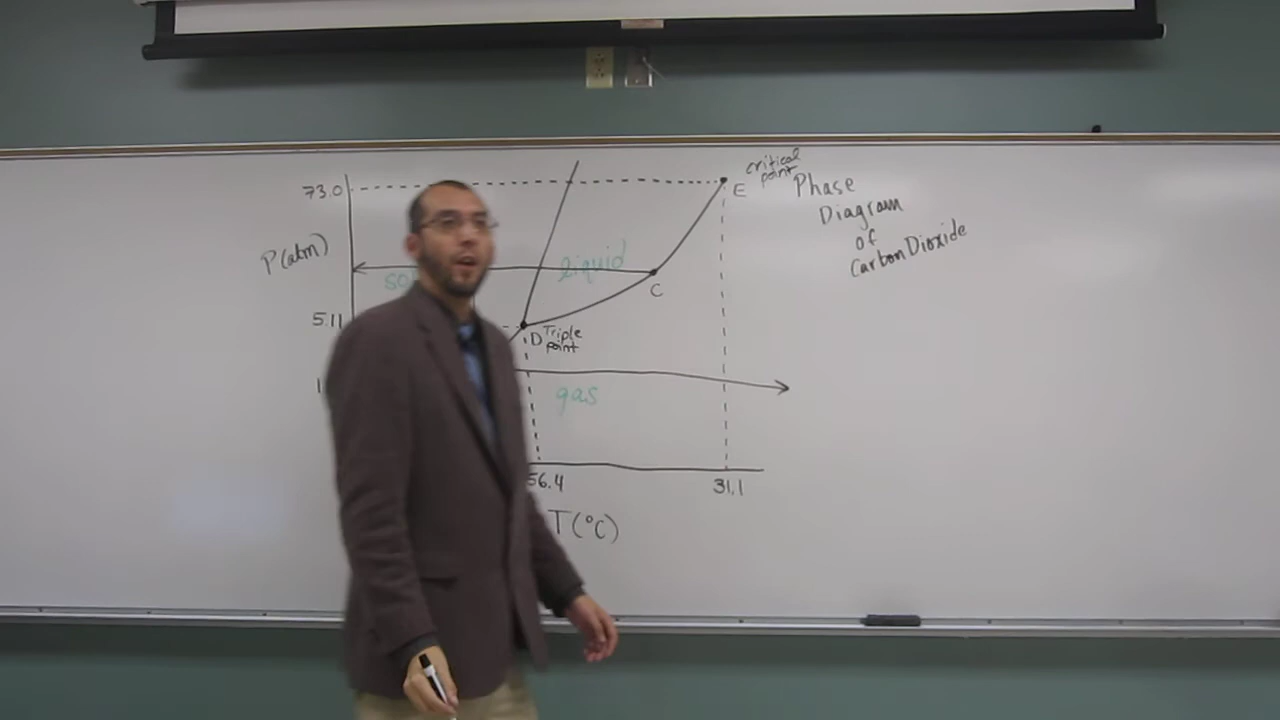 73.0
P(atm)
5.11
E
critical
point
Phase
Diagram
of
Carbon Dioxide
liquid
C
D
Triple
point
gas
56.4
31.1
T(°C)